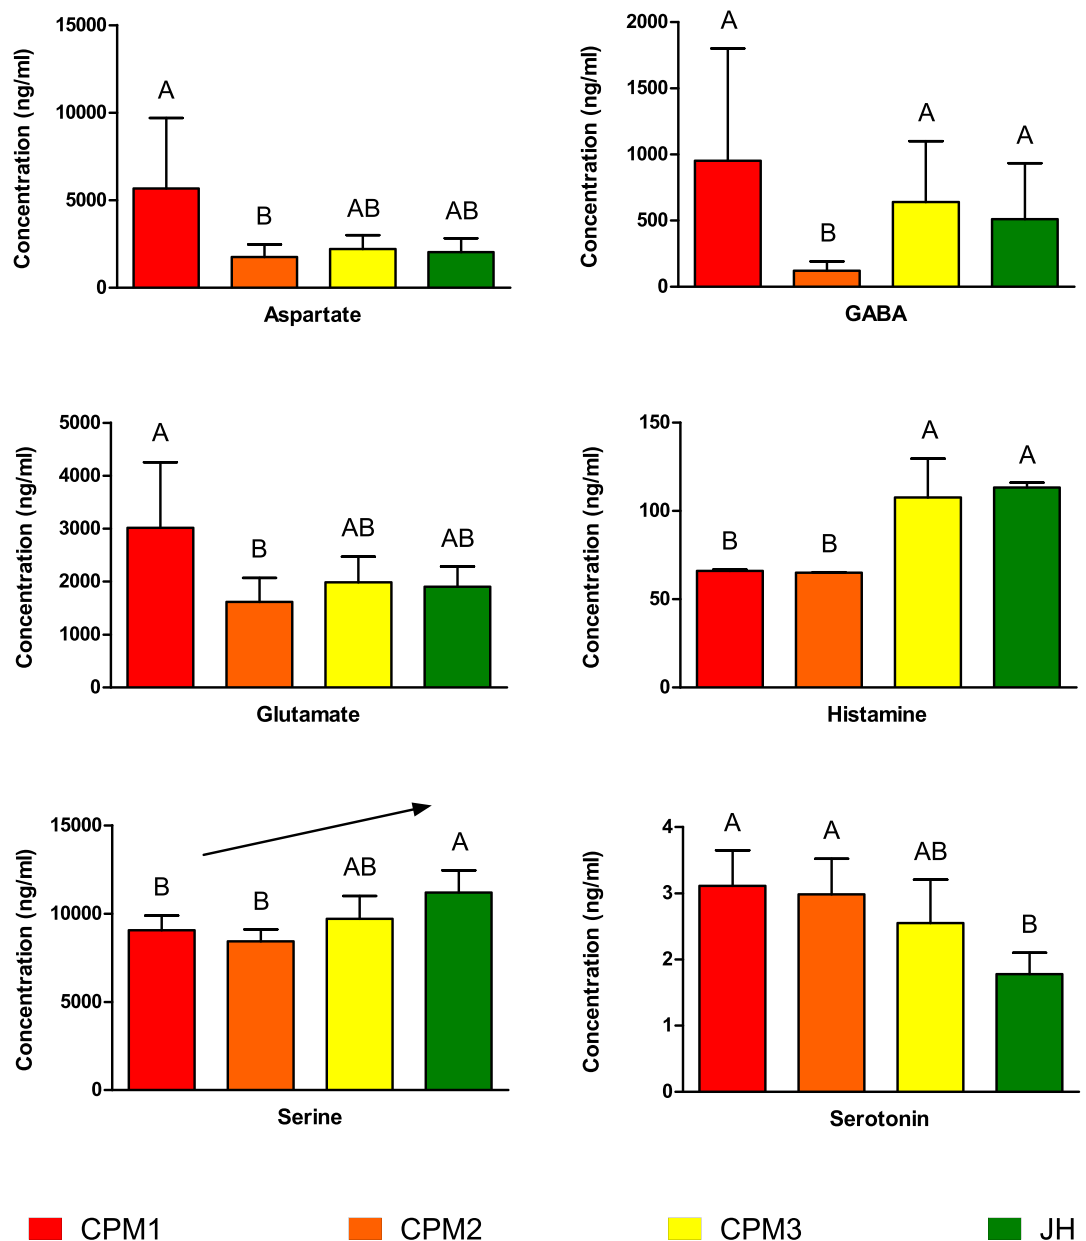 15000
10000
5000
0
Concentration (ng/ml)
A
B
AB
AB
Aspartate
2000
1500
1000
500
0
Concentration (ng/ml)
A
B
A
A
GABA
5000
4000
3000
2000
1000
0
Concentration (ng/ml)
A
B
AB
AB
Glutamate
150
100
50
0
Concentration (ng/ml)
B
B
A
A
Histamine
15000
10000
5000
0
Concentration (ng/ml)
B
B
AB
A
Serine
4
3
2
1
0
Concentration (ng/ml)
A
A
AB
B
Serotonin
CPM1 CPM2 CPM3 JH